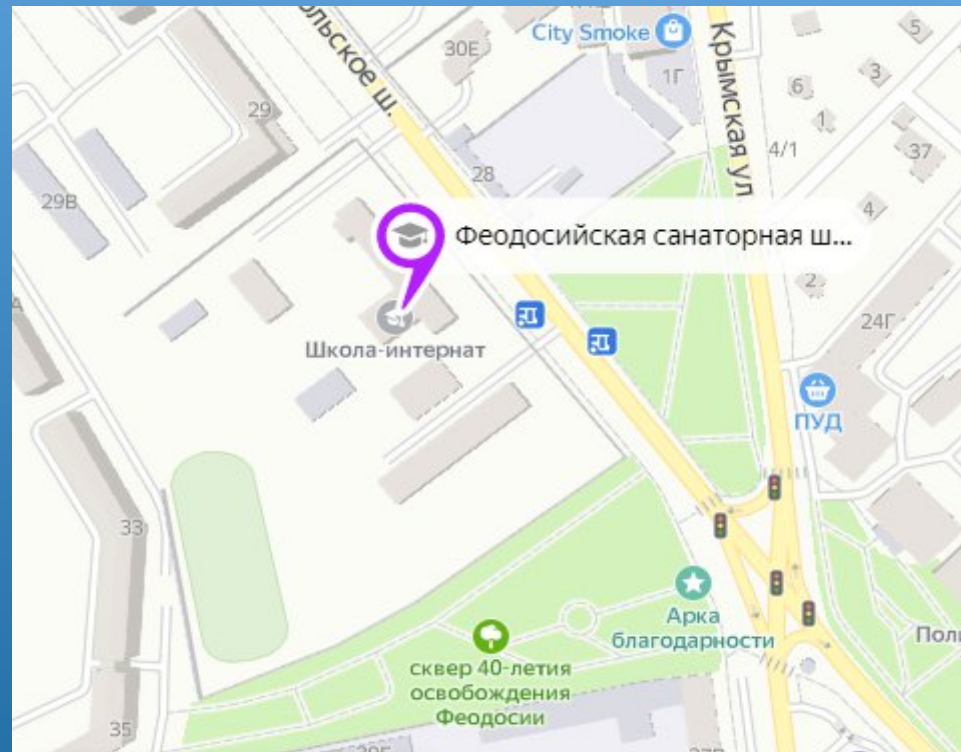 ольское ш.
City Smoke
Крымская ул
30Е
1Г
5
3
6
1
29
4/1
37
28
29В
4
Феодосийская санаторная ш...
2
24Г
Школа-интернат
ПУД
33
Арка
благодарности
Пол
сквер 40-летия
освобождения
Феодосии
35